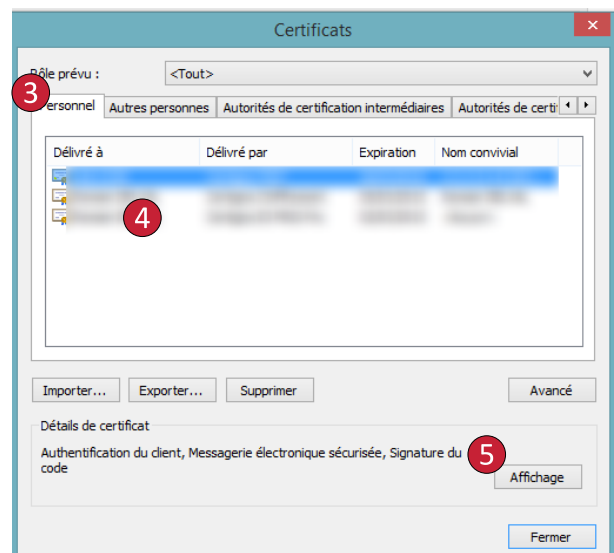 Certificats
Rôle prévu : <Tout>
3
Personnel Autres personnes Autorités de certification intermédiaires Autorités de certi
Délivré à Délivré par Expiration Nom convivial
4
Importer... Exporter... Supprimer Avancé
Détails de certificat
Authentification du client, Messagerie électronique sécurisée, Signature du
code
5
Affichage
Fermer